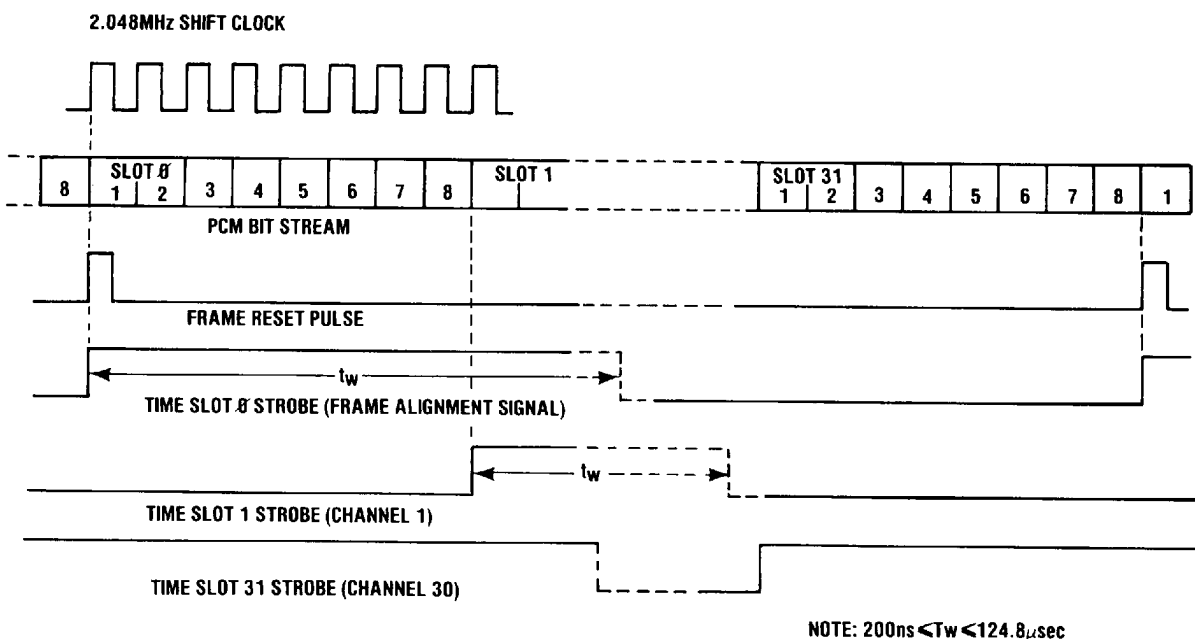 2.048MHz SHIFT CLOCK
SLOT 0̸ SLOT 1 SLOT 31
8 1 2 3 4 5 6 7 8 1 2 3 4 5 6 7 8 1
PCM BIT STREAM
FRAME RESET PULSE
tw
TIME SLOT 0̸ STROBE (FRAME ALIGNMENT SIGNAL)
tw
TIME SLOT 1 STROBE (CHANNEL 1)
TIME SLOT 31 STROBE (CHANNEL 30)
NOTE: 200ns ⩽ Tw ⩽ 124.8μsec